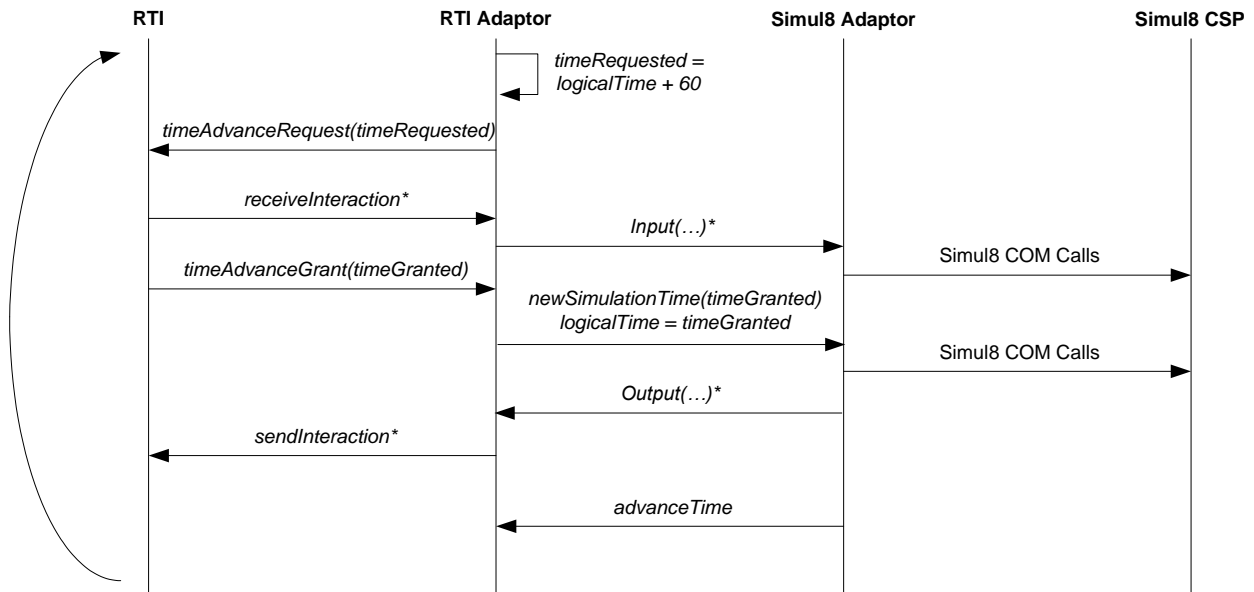 RTI
RTI Adaptor
Simul8 Adaptor
Simul8 CSP
timeRequested =
logicalTime + 60
timeAdvanceRequest(timeRequested)
receiveInteraction*
Input(…)*
Simul8 COM Calls
timeAdvanceGrant(timeGranted)
newSimulationTime(timeGranted)
logicalTime = timeGranted
Simul8 COM Calls
Output(…)*
sendInteraction*
advanceTime